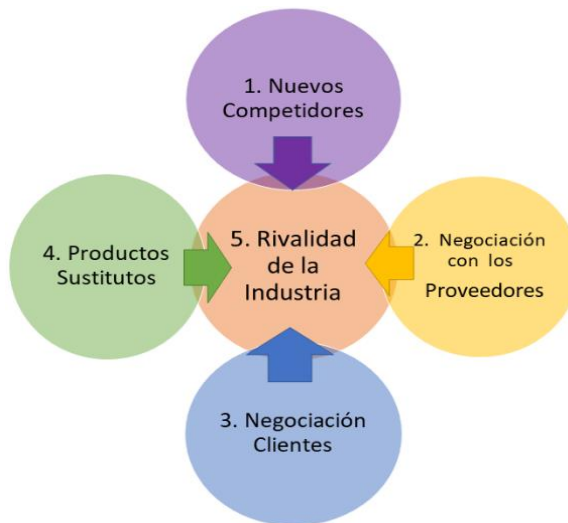 1. Nuevos
Competidores
4. Productos
Sustitutos
5. Rivalidad
de la
Industria
2. Negociación
con los
Proveedores
3. Negociación
Clientes